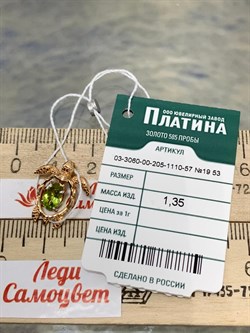 ООО ЮВЕЛИРНЫЙ ЗАВОД
ПЛАТИНА
ЗОЛОТО 585 ПРОБЫ
АРТИКУЛ
03-3060-00-205-1110-57 №19 53
РАЗМЕР
МАССА ИЗД. 1,35
ЦЕНА за 1г
ЦЕНА ИЗД.
СДЕЛАНО В РОССИИ
Леди
Самоцвет